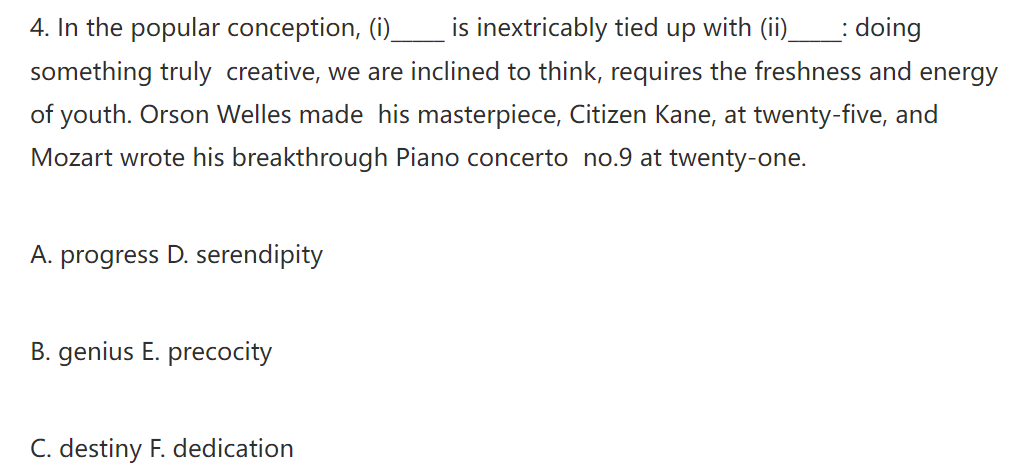 4. In the popular conception, (i)_____ is inextricably tied up with (ii)_____: doing
something truly creative, we are inclined to think, requires the freshness and energy
of youth. Orson Welles made his masterpiece, Citizen Kane, at twenty-five, and
Mozart wrote his breakthrough Piano concerto no.9 at twenty-one.
A. progress D. serendipity
B. genius E. precocity
C. destiny F. dedication